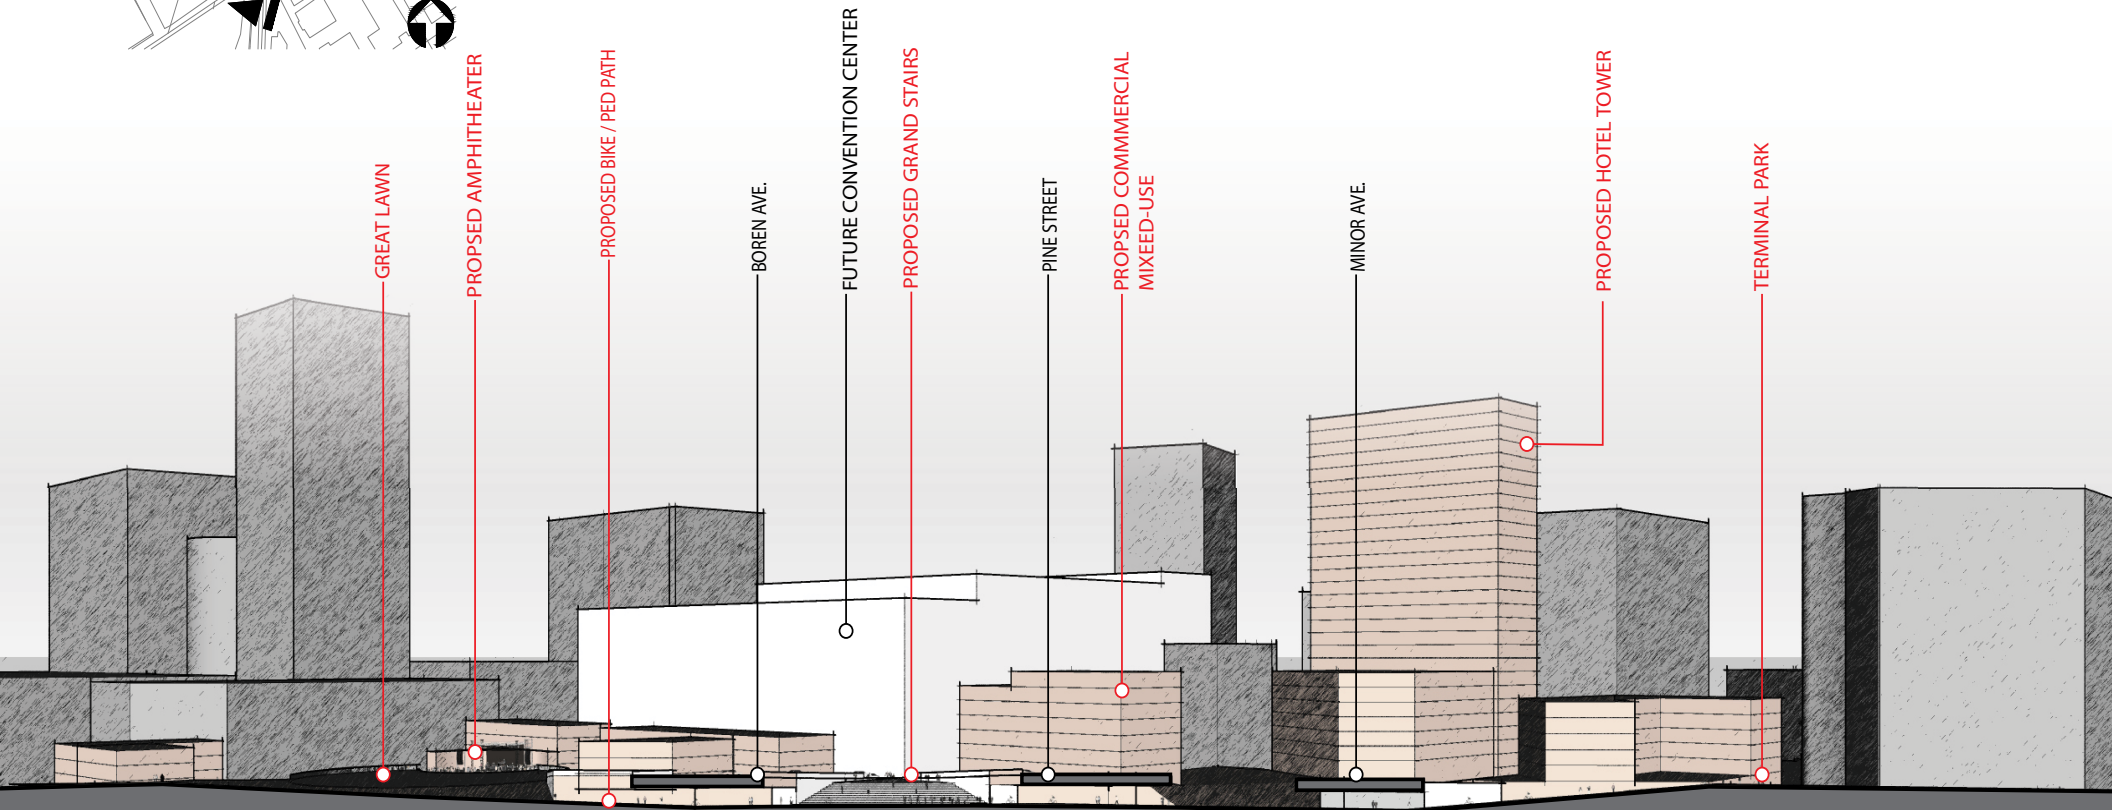 GREAT LAWN
PROPSED AMPHITHEATER
PROPOSED BIKE / PED PATH
BOREN AVE.
FUTURE CONVENTION CENTER
PROPOSED GRAND STAIRS
PINE STREET
PROPSED COMMMERCIAL
MIXEED-USE
MINOR AVE.
PROPOSED HOTEL TOWER
TERMINAL PARK